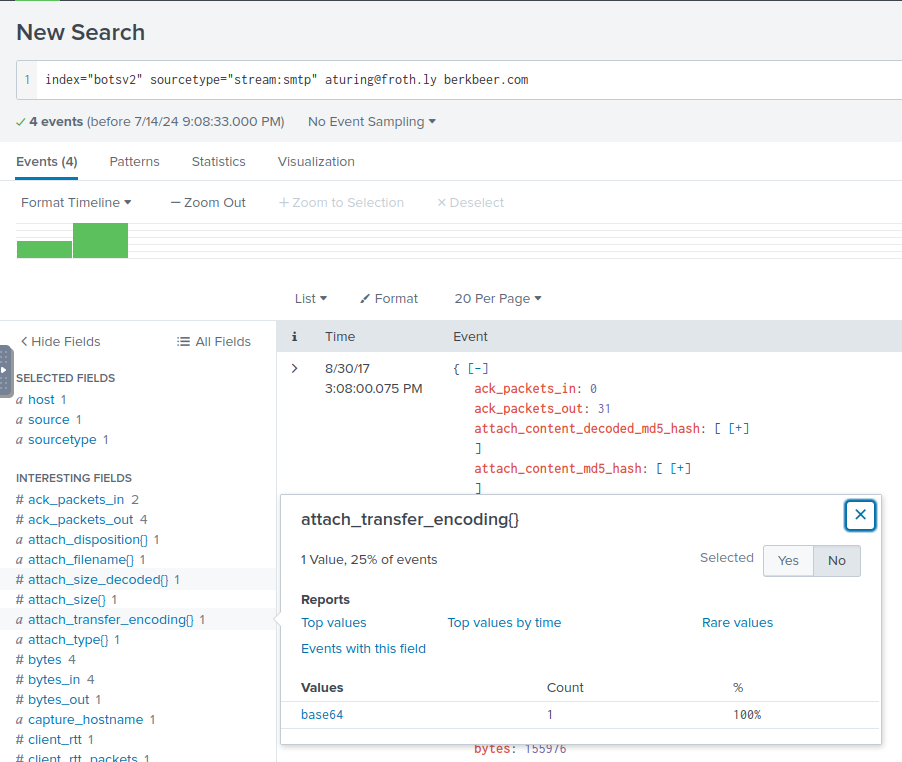 New Search
1 index="botsv2" sourcetype="stream:smtp" aturing@froth.ly berkbeer.com
✓ 4 events (before 7/14/24 9:08:33.000 PM) No Event Sampling ▾
Events (4) Patterns Statistics Visualization
Format Timeline ▾ — Zoom Out + Zoom to Selection × Deselect
List ▾ Format 20 Per Page ▾
< Hide Fields All Fields
i Time Event
SELECTED FIELDS
a host 1
a source 1
a sourcetype 1
INTERESTING FIELDS
# ack_packets_in 2
# ack_packets_out 4
a attach_disposition{} 1
a attach_filename{} 1
# attach_size_decoded{} 1
# attach_size{} 1
a attach_transfer_encoding{} 1
a attach_type{} 1
# bytes 4
# bytes_in 4
# bytes_out 1
a capture_hostname 1
# client_rtt 1
# client_rtt_packets 1
> 8/30/17
3:08:00.075 PM
{ [-]
ack_packets_in: 0
ack_packets_out: 31
attach_content_decoded_md5_hash: [ [+]
]
attach_content_md5_hash: [ [+]
]
attach_transfer_encoding{} ×
1 Value, 25% of events Selected Yes No
Reports
Top values Top values by time Rare values
Events with this field
Values Count %
base64 1 100%
bytes: 155976